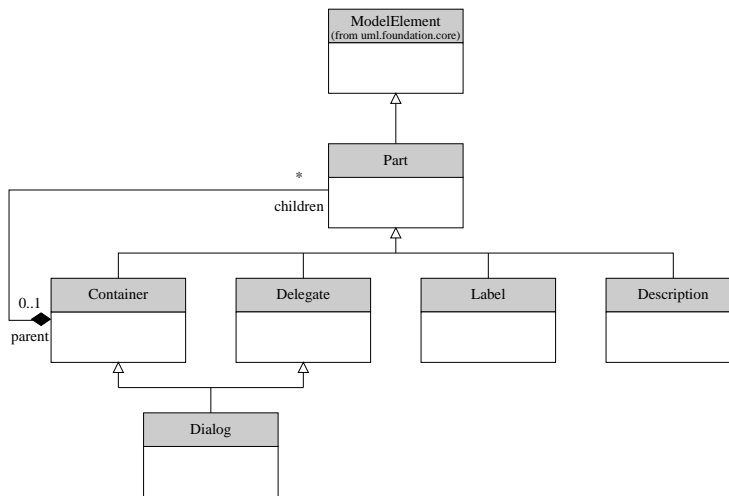 ModelElement
(from uml.foundation.core)
Part
*
children
Container
Delegate
Label
Description
0..1
parent
Dialog